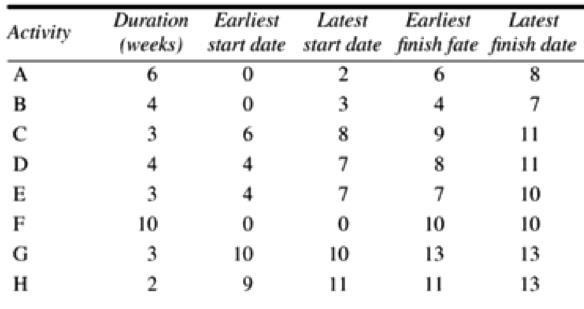 Activity Duration (weeks) Earliest start date Latest start date Earliest finish fate Latest finish date
A 6 0 2 6 8
B 4 0 3 4 7
C 3 6 8 9 11
D 4 4 7 8 11
E 3 4 7 7 10
F 10 0 0 10 10
G 3 10 10 13 13
H 2 9 11 11 13